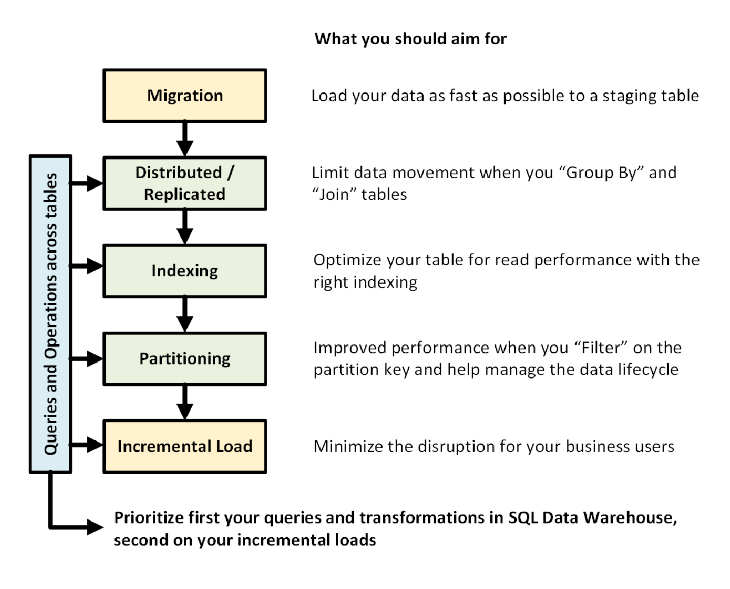 What you should aim for
Migration
Load your data as fast as possible to a staging table
Queries and Operations across tables
Distributed /
Replicated
Limit data movement when you “Group By” and
“Join” tables
Indexing
Optimize your table for read performance with the
right indexing
Partitioning
Improved performance when you “Filter” on the
partition key and help manage the data lifecycle
Incremental Load
Minimize the disruption for your business users
Prioritize first your queries and transformations in SQL Data Warehouse,
second on your incremental loads